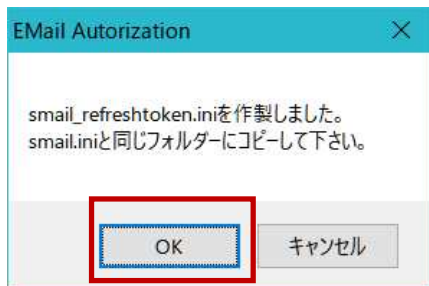 EMail Autorization
smail_refreshtoken.iniを作製しました。
smail.iniと同じフォルダーにコピーして下さい。
OK
キャンセル